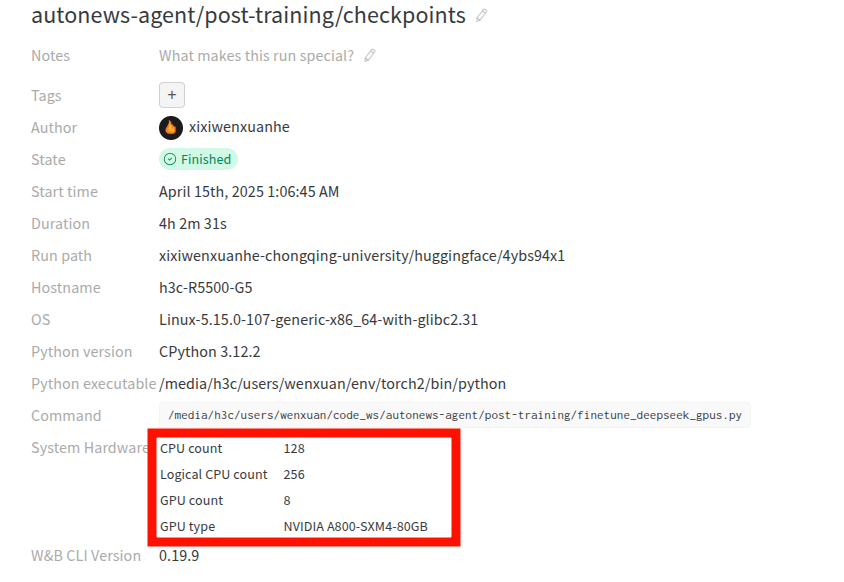 autonews-agent/post-training/checkpoints
Notes What makes this run special?
Tags +
Author xixiwenxuanhe
State Finished
Start time April 15th, 2025 1:06:45 AM
Duration 4h 2m 31s
Run path xixiwenxuanhe-chongqing-university/huggingface/4ybs94x1
Hostname h3c-R5500-G5
OS Linux-5.15.0-107-generic-x86_64-with-glibc2.31
Python version CPython 3.12.2
Python executable /media/h3c/users/wenxuan/env/torch2/bin/python
Command /media/h3c/users/wenxuan/code_ws/autonews-agent/post-training/finetune_deepseek_gpus.py
System Hardware CPU count 128
Logical CPU count 256
GPU count 8
GPU type NVIDIA A800-SXM4-80GB
W&B CLI Version 0.19.9